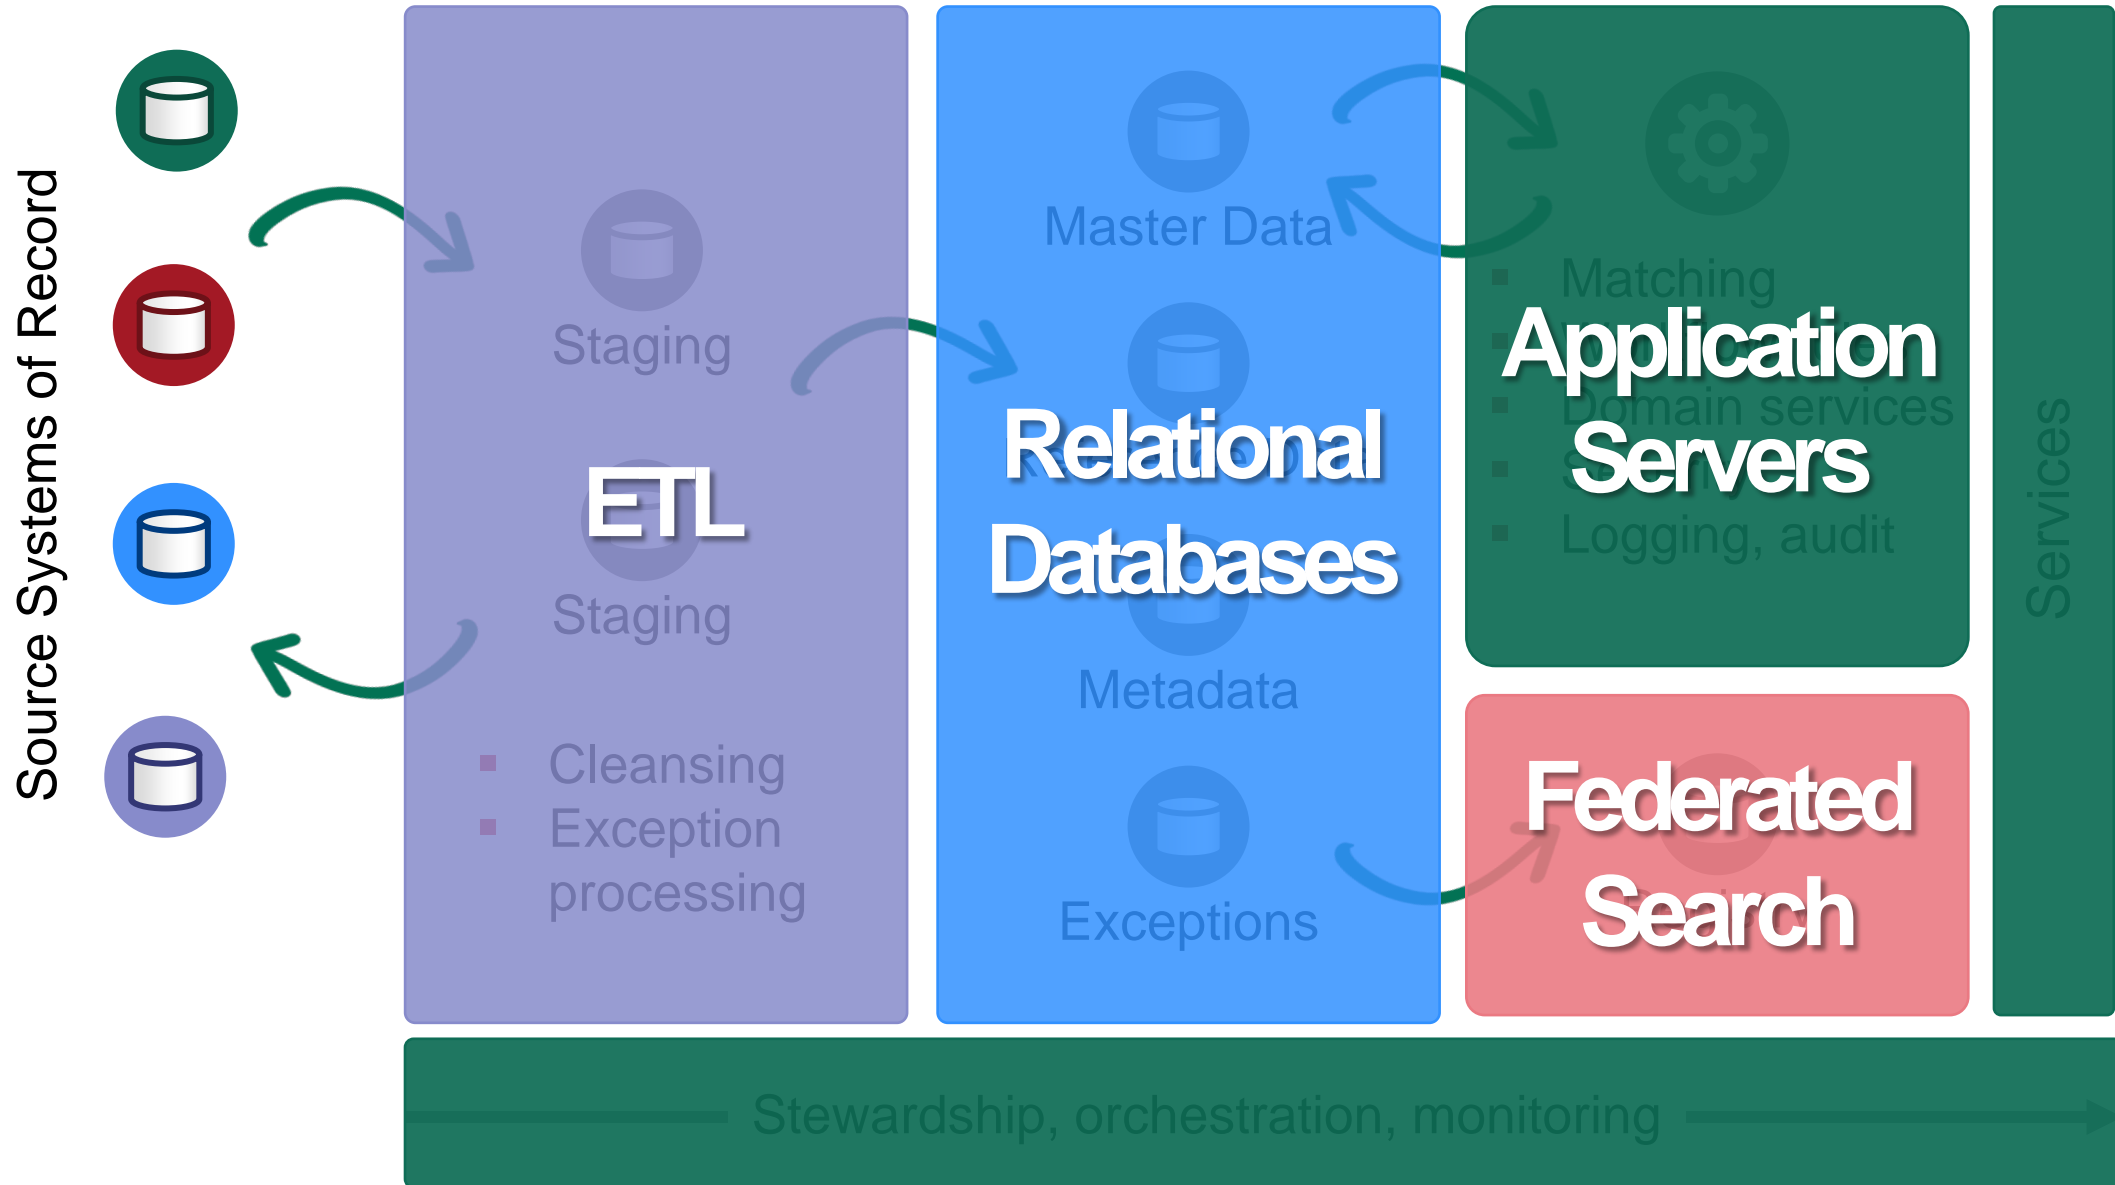 Source Systems of Record
Staging
Staging
Cleansing
Exception
processing
ETL
Master Data
Metadata
Exceptions
Relational
Databases
Matching
Domain services
Logging, audit
Application
Servers
Federated
Search
Services
Stewardship, orchestration, monitoring